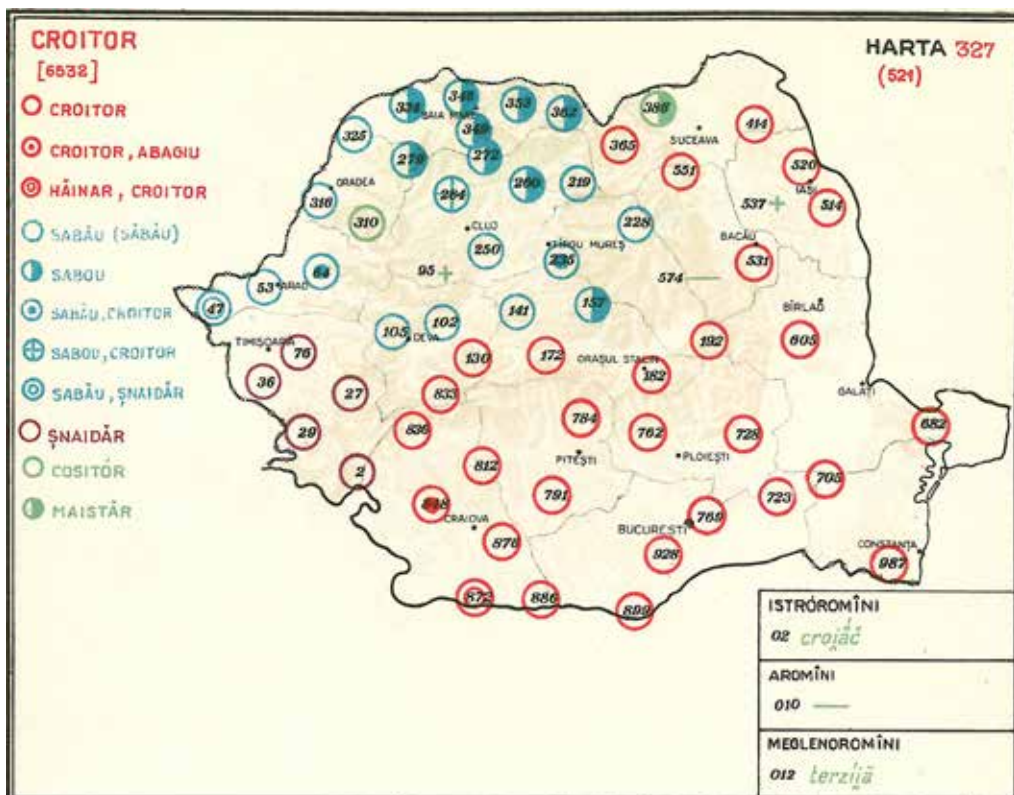 CROITOR
[6532]
CROITOR
CROITOR, ABAGIU
HĂINAR, CROITOR
SABĂU (SĂBĂU)
SABOU
SABĂU, CROITOR
SABOU, CROITOR
SABĂU, ȘNAIDĂR
ȘNAIDĂR
COSITÓR
MAISTĂR
HARTA 327
(521)
334
348
353
362
386
BAIA MARE
414
349
325
SUCEAVA
365
279
272
551
520
IAȘI
ORADEA
284
260
219
316
537
514
310
228
CLUJ
BACĂU
250
TÎRGU MUREȘ
235
531
64
95
574
53
ARAD
BÎRLAD
47
157
141
105
102
DEVA
TIMIȘOARA
76
130
172
192
605
ORAȘUL STALIN
182
36
27
833
GALAȚI
29
836
784
762
728
682
PITEȘTI
PLOIEȘTI
2
812
705
791
723
848
CRAIOVA
BUCUREȘTI
769
876
928
CONSTANȚA
987
872
886
899
ISTRÓROMÎNI
02
AROMÎNI
010 —
MEGLENOROMÎNI
012